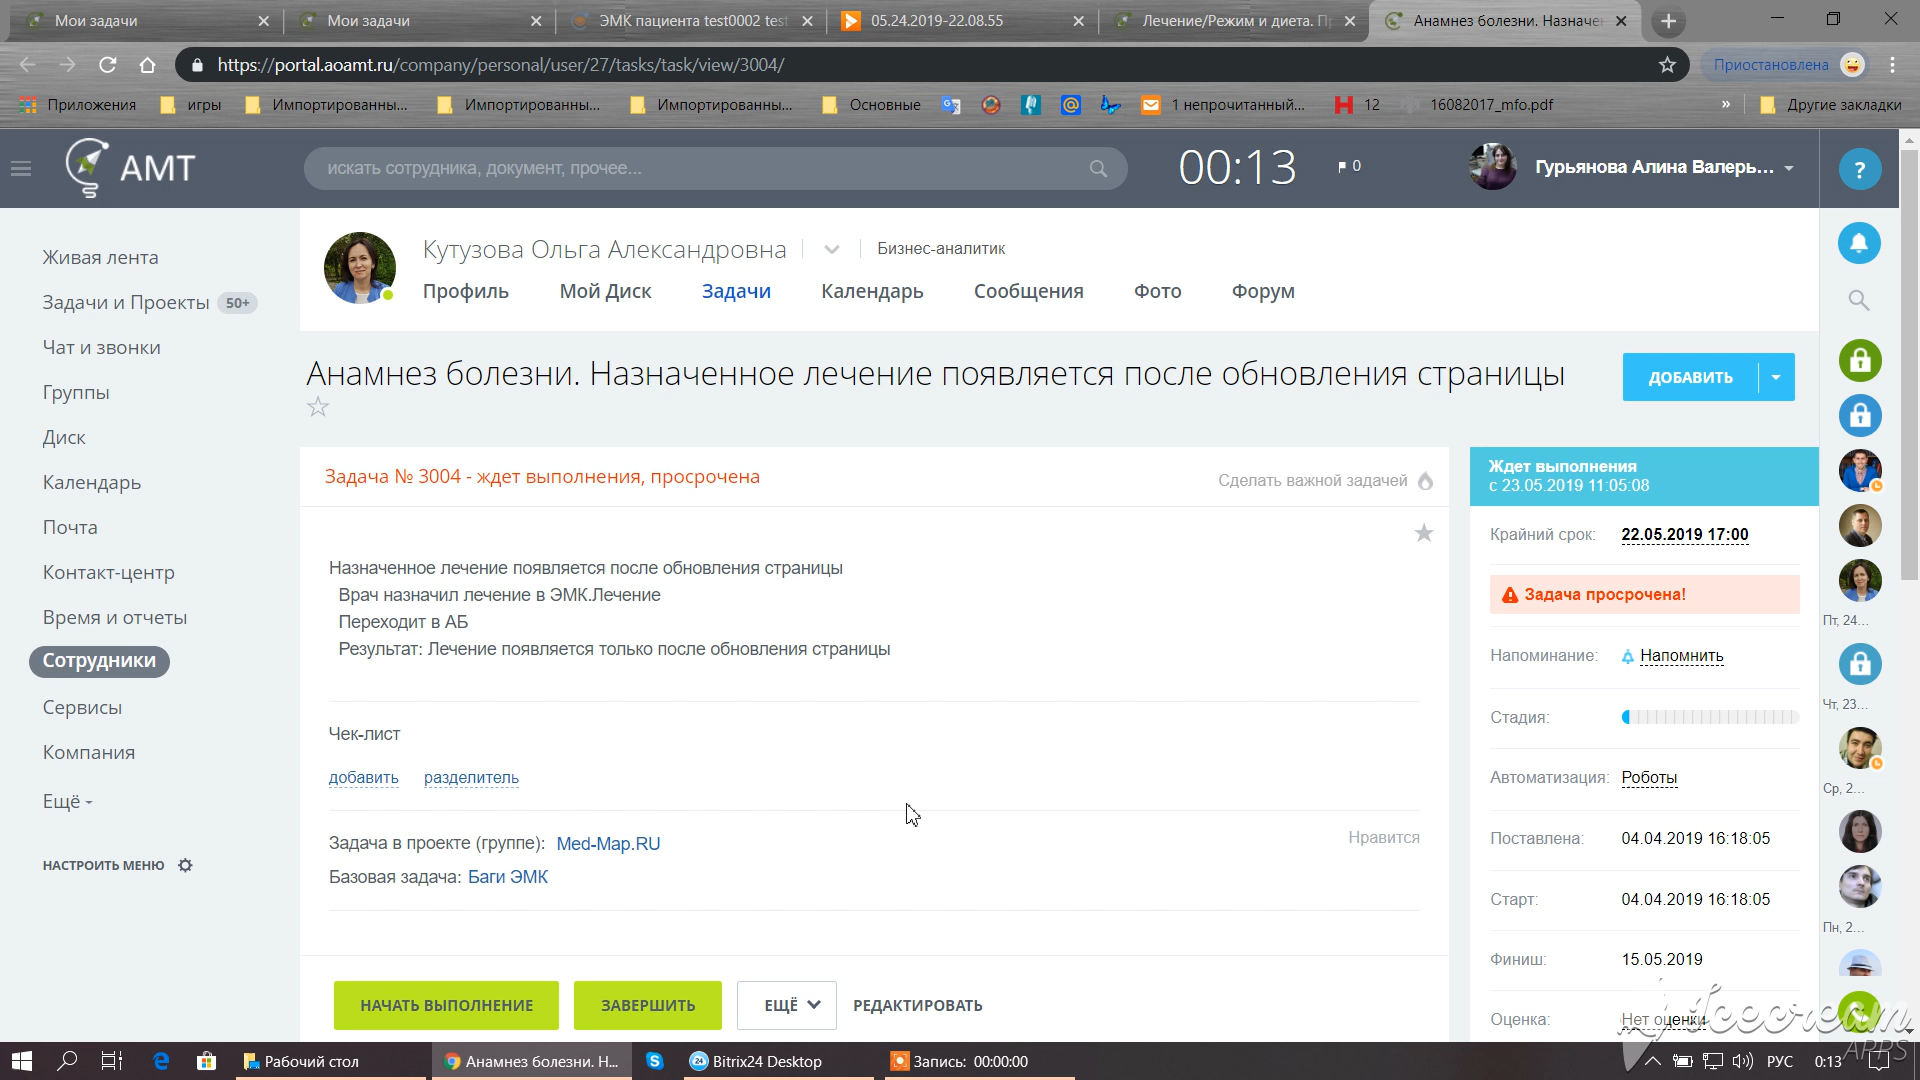 Мои задачи
Мои задачи
ЭМК пациента test0002 test
05.24.2019-22.08.55
Лечение/Режим и диета. П
Анамнез болезни. Назначе
https://portal.aoamt.ru/company/personal/user/27/tasks/task/view/3004/
Приостановлена
Приложения
игры
Импортированны...
Импортированны...
Импортированны...
Основные
1 непрочитанный...
12
16082017_mfo.pdf
»
Другие закладки
АМТ
искать сотрудника, документ, прочее...
00:13
0
Гурьянова Алина Валерь...
?
Живая лента
Задачи и Проекты 50+
Чат и звонки
Группы
Диск
Календарь
Почта
Контакт-центр
Время и отчеты
Сотрудники
Сервисы
Компания
Ещё
НАСТРОИТЬ МЕНЮ
Кутузова Ольга Александровна
Бизнес-аналитик
Профиль
Мой Диск
Задачи
Календарь
Сообщения
Фото
Форум
Анамнез болезни. Назначенное лечение появляется после обновления страницы
ДОБАВИТЬ
Задача № 3004 - ждет выполнения, просрочена
Сделать важной задачей
Назначенное лечение появляется после обновления страницы
Врач назначил лечение в ЭМК.Лечение
Переходит в АБ
Результат: Лечение появляется только после обновления страницы
Чек-лист
добавить
разделитель
Задача в проекте (группе): Med-Map.RU
Нравится
Базовая задача: Баги ЭМК
НАЧАТЬ ВЫПОЛНЕНИЕ
ЗАВЕРШИТЬ
ЕЩЁ
РЕДАКТИРОВАТЬ
Ждет выполнения
с 23.05.2019 11:05:08
Крайний срок: 22.05.2019 17:00
Задача просрочена!
Напоминание: Напомнить
Стадия:
Автоматизация: Роботы
Поставлена: 04.04.2019 16:18:05
Старт: 04.04.2019 16:18:05
Финиш: 15.05.2019
Оценка: Нет оценки
Пт, 24...
Чт, 23...
Ср, 2...
Пн, 2...
Icecream
APPS
Рабочий стол
Анамнез болезни. Н...
24
Bitrix24 Desktop
Запись: 00:00:00
РУС
0:13